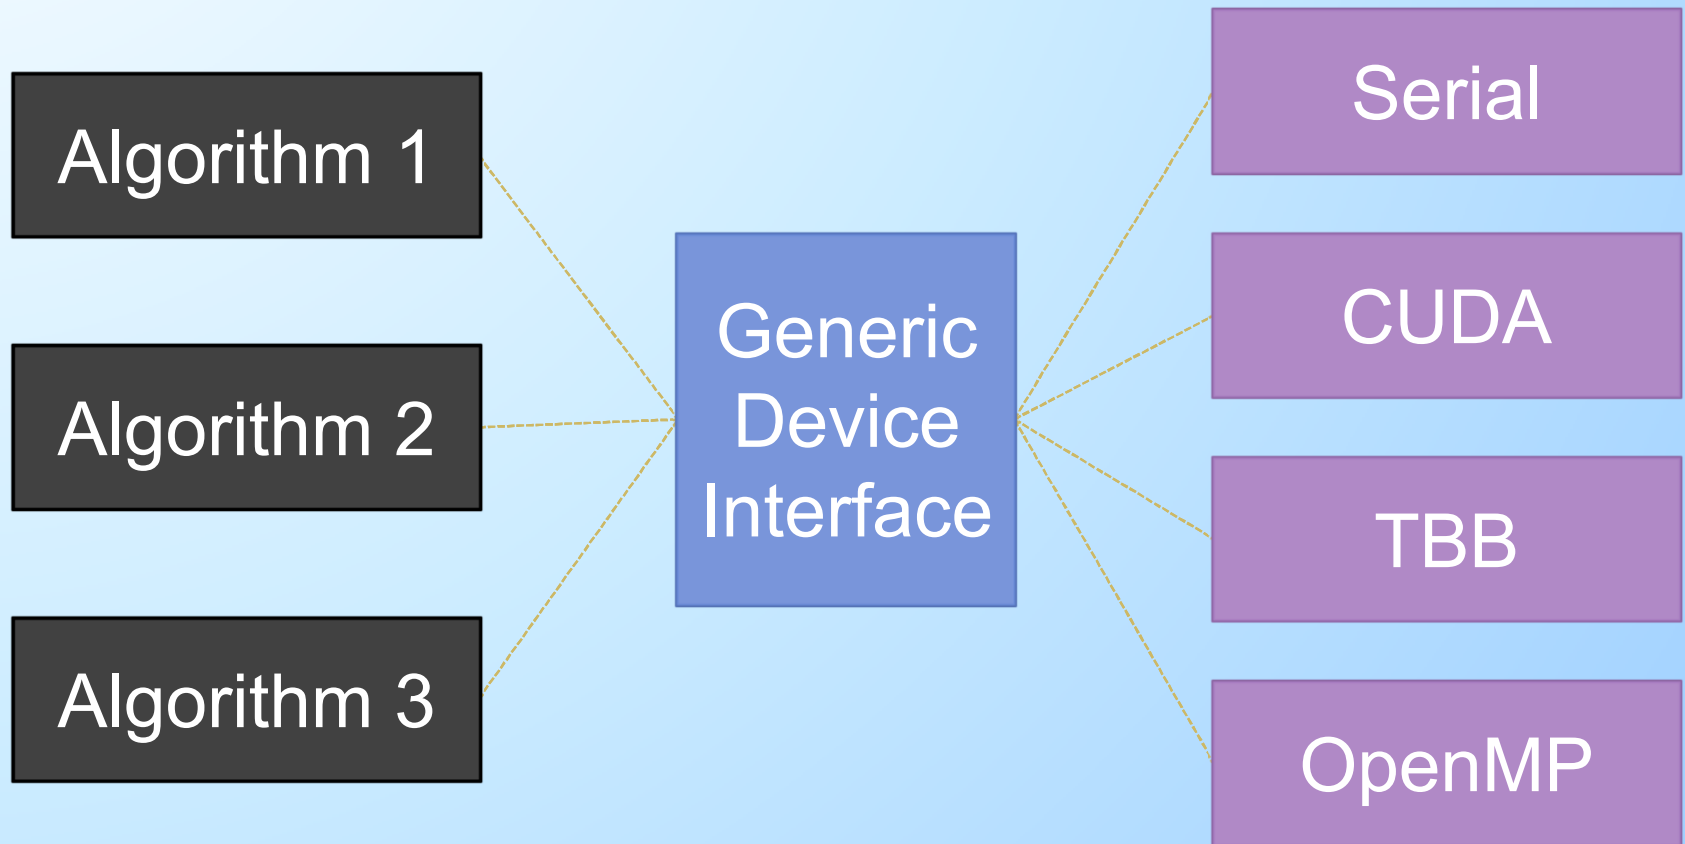 Algorithm 1
Algorithm 2
Algorithm 3
Generic
Device
Interface
Serial
CUDA
TBB
OpenMP